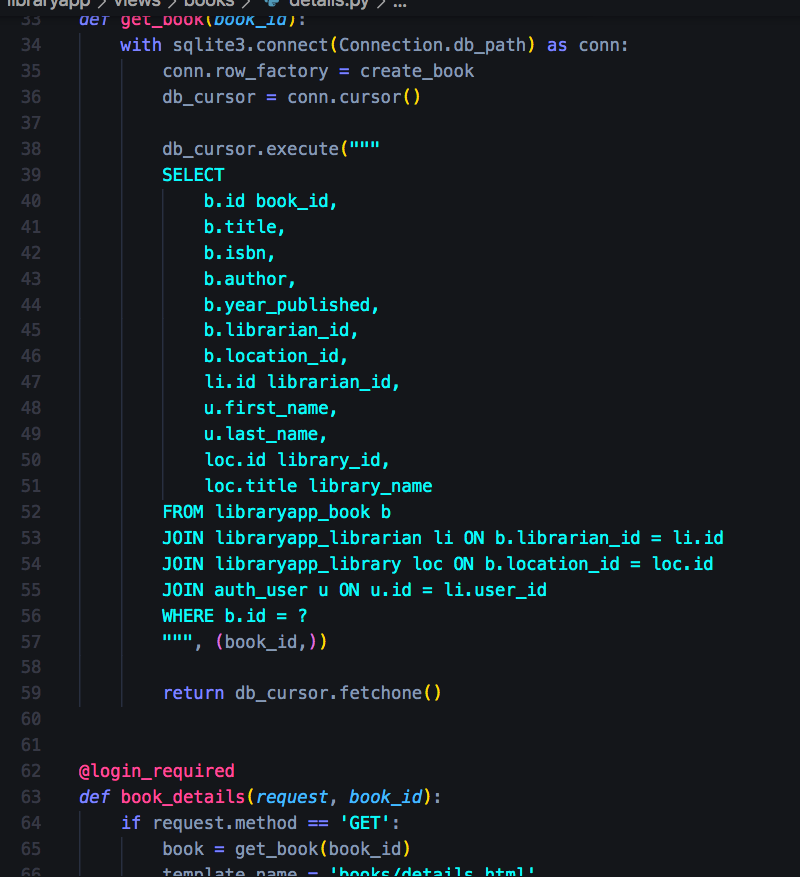 libraryapp > views > books > details.py > ...
33 def get_book(book_id):
34 with sqlite3.connect(Connection.db_path) as conn:
35 conn.row_factory = create_book
36 db_cursor = conn.cursor()
37
38 db_cursor.execute("""
39 SELECT
40 b.id book_id,
41 b.title,
42 b.isbn,
43 b.author,
44 b.year_published,
45 b.librarian_id,
46 b.location_id,
47 li.id librarian_id,
48 u.first_name,
49 u.last_name,
50 loc.id library_id,
51 loc.title library_name
52 FROM libraryapp_book b
53 JOIN libraryapp_librarian li ON b.librarian_id = li.id
54 JOIN libraryapp_library loc ON b.location_id = loc.id
55 JOIN auth_user u ON u.id = li.user_id
56 WHERE b.id = ?
57 """, (book_id,))
58
59 return db_cursor.fetchone()
60
61
62 @login_required
63 def book_details(request, book_id):
64 if request.method == 'GET':
65 book = get_book(book_id)
66 template_name = 'books/details.html'